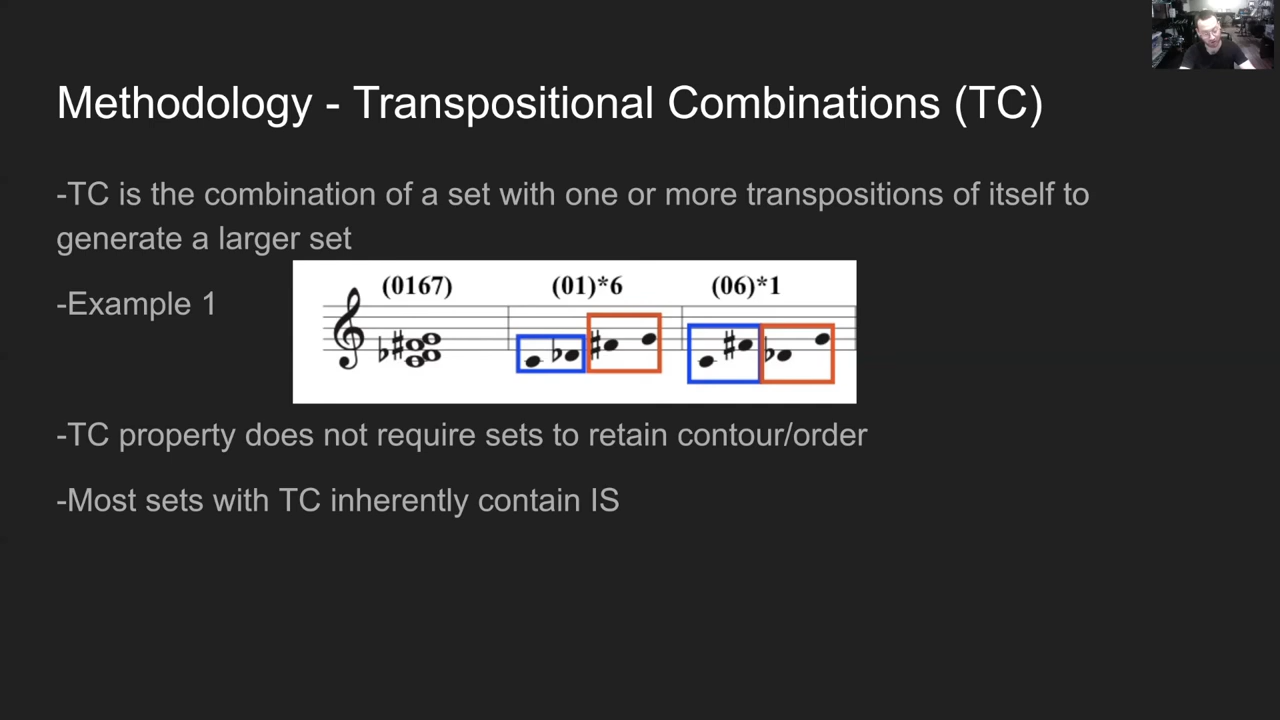 Methodology - Transpositional Combinations (TC)
-TC is the combination of a set with one or more transpositions of itself to
generate a larger set
-Example 1
(0167) (01)*6 (06)*1
-TC property does not require sets to retain contour/order
-Most sets with TC inherently contain IS